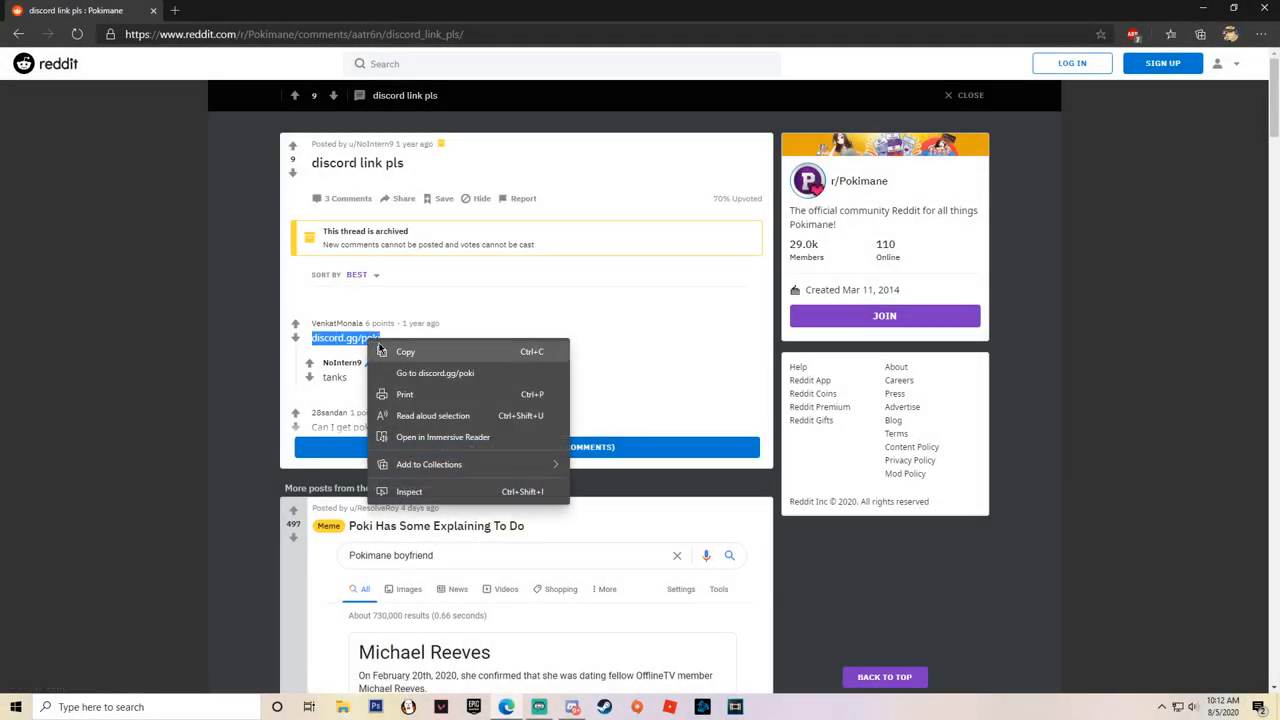 discord link pls : Pokimane
https://www.reddit.com/r/Pokimane/comments/aatr6n/discord_link_pls/
reddit
Search
LOG IN
SIGN UP
9
discord link pls
CLOSE
Posted by u/NoIntern9 1 year ago
9
discord link pls
3 Comments Share Save Hide Report
70% Upvoted
This thread is archived
New comments cannot be posted and votes cannot be cast
SORT BY BEST
VenkatMonala 6 points · 1 year ago
discord.gg/poki
NoIntern9
tanks
28sandan 1 poi
Can I get pok
OMMENTS)
Copy Ctrl+C
Go to discord.gg/poki
Print Ctrl+P
Read aloud selection Ctrl+Shift+U
Open in Immersive Reader
Add to Collections
Inspect Ctrl+Shift+I
More posts from the
Posted by u/ResolveRoy 4 days ago
497
Meme Poki Has Some Explaining To Do
Pokimane boyfriend
All Images News Videos Shopping More Settings Tools
About 730,000 results (0.66 seconds)
Michael Reeves
On February 20th, 2020, she confirmed that she was dating fellow OfflineTV member
Michael Reeves.
r/Pokimane
The official community Reddit for all things
Pokimane!
29.0k 110
Members Online
Created Mar 11, 2014
JOIN
Help About
Reddit App Careers
Reddit Coins Press
Reddit Premium Advertise
Reddit Gifts Blog
Terms
Content Policy
Privacy Policy
Mod Policy
Reddit Inc © 2020. All rights reserved
BACK TO TOP
Type here to search
10:12 AM
8/5/2020